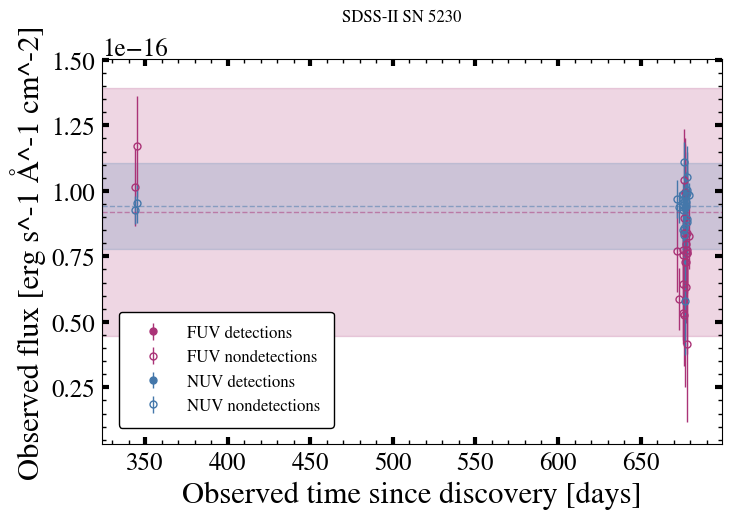 SDSS-II SN 5230
1e−16
1.50
1.25
1.00
0.75
0.50
0.25
Observed flux [erg s^-1 Å^-1 cm^-2]
FUV detections
FUV nondetections
NUV detections
NUV nondetections
350 400 450 500 550 600 650
Observed time since discovery [days]